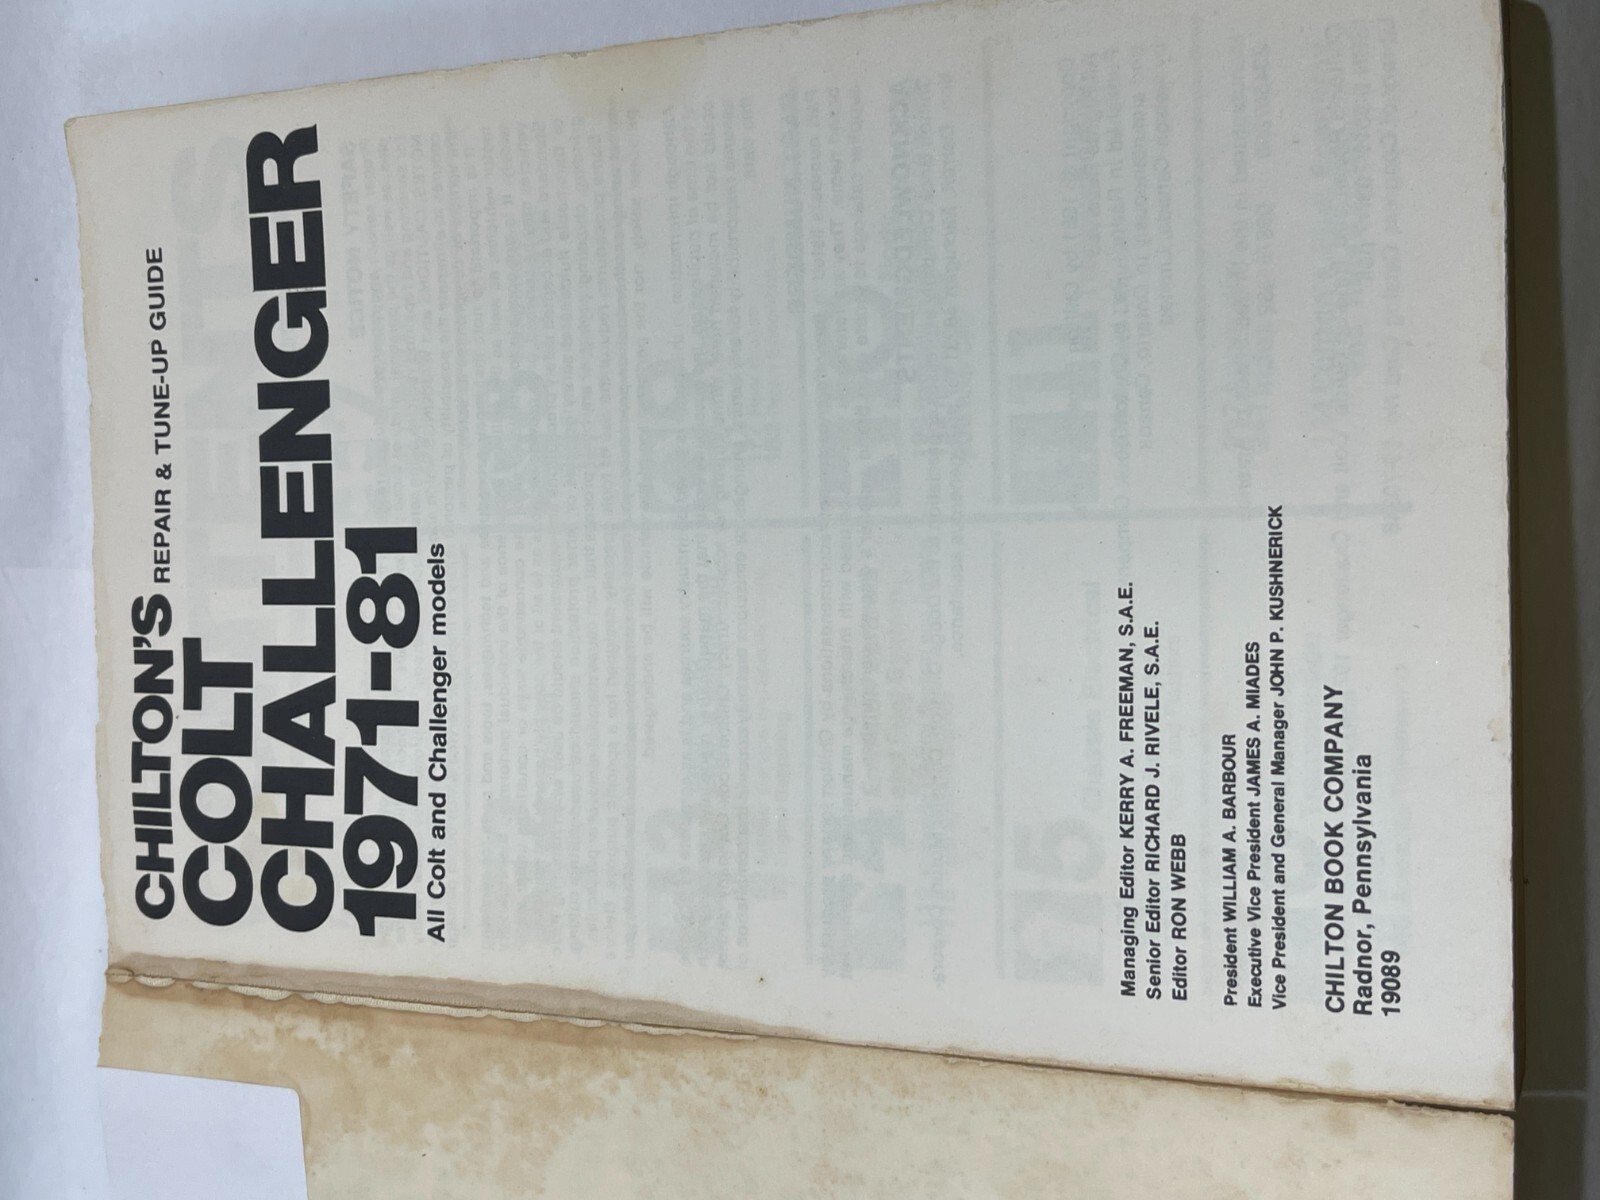 CHILTON'S REPAIR & TUNE-UP GUIDE
COLT
CHALLENGER
1971-81
All Colt and Challenger models
Managing Editor KERRY A. FREEMAN, S.A.E.
Senior Editor RICHARD J. RIVELE, S.A.E.
Editor RON WEBB
President WILLIAM A. BARBOUR
Executive Vice President JAMES A. MIADES
Vice President and General Manager JOHN P. KUSHNERICK
CHILTON BOOK COMPANY
Radnor, Pennsylvania
19089